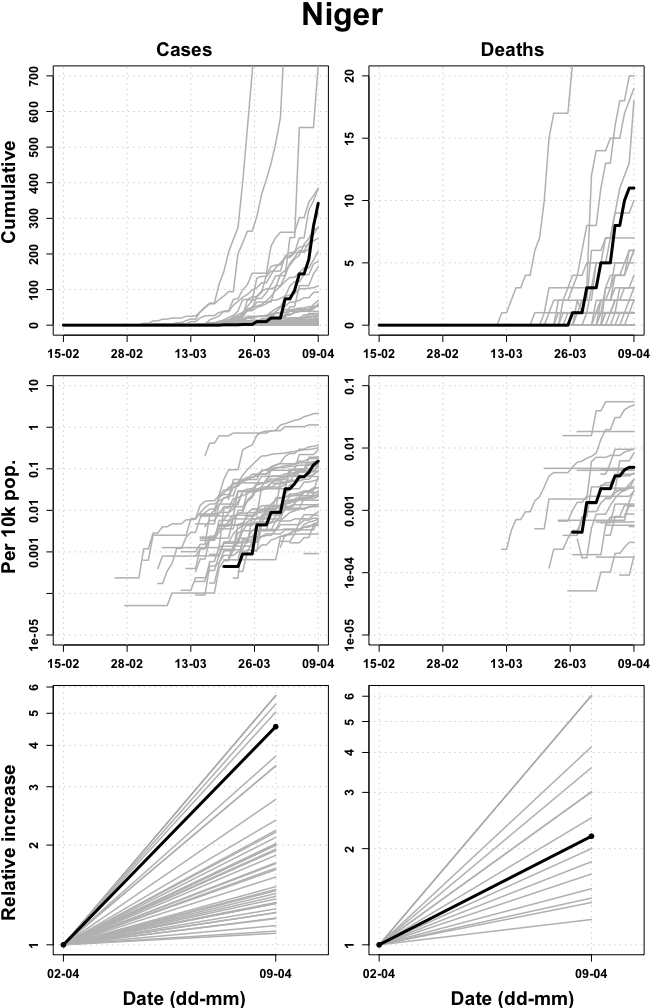 Niger
Cases
Deaths
Cumulative
0
100
200
300
400
500
600
700
15-02 28-02 13-03 26-03 09-04
0
5
10
15
20
15-02 28-02 13-03 26-03 09-04
Per 10k pop.
1e-05
0.001
0.01
0.1
1
10
15-02 28-02 13-03 26-03 09-04
1e-05
1e-04
0.001
0.01
0.1
15-02 28-02 13-03 26-03 09-04
Relative increase
1
2
3
4
5
6
02-04 09-04
Date (dd-mm)
1
2
3
4
5
6
02-04 09-04
Date (dd-mm)